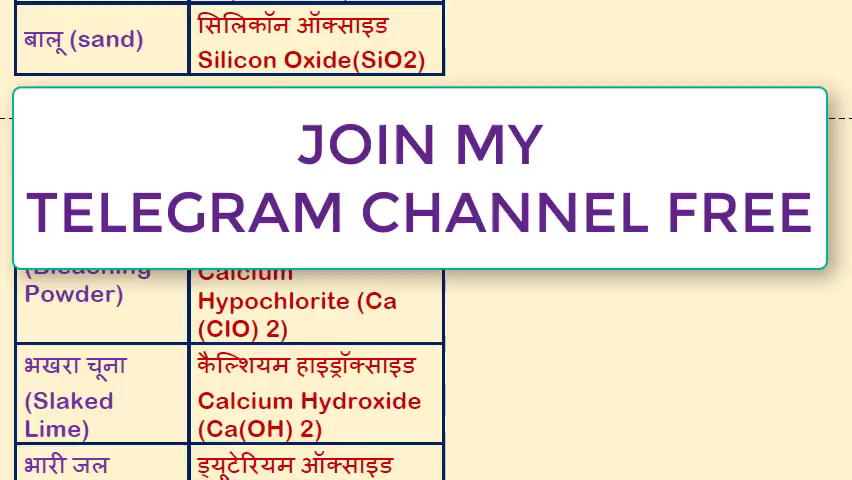 बालू (sand)
सिलिकॉन ऑक्साइड
Silicon Oxide(SiO2)
JOIN MY
TELEGRAM CHANNEL FREE
(Bleaching
Powder)
Calcium
Hypochlorite (Ca
(ClO) 2)
भखरा चूना
(Slaked
Lime)
कैल्शियम हाइड्रॉक्साइड
Calcium Hydroxide
(Ca(OH) 2)
भारी जल
ड्यूटेरियम ऑक्साइड